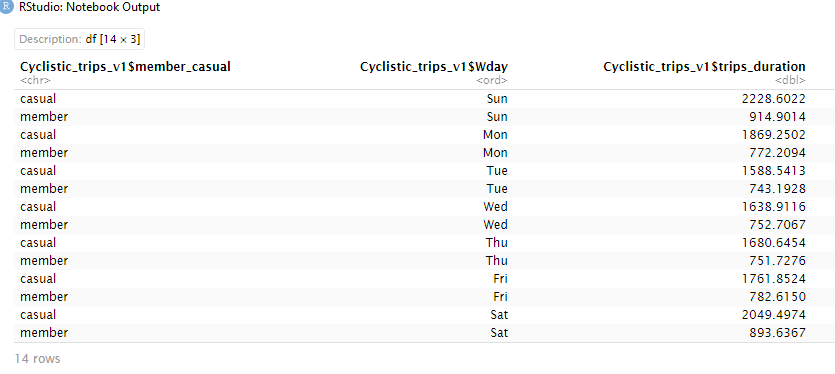 R RStudio: Notebook Output
Description: df [14 × 3]
Cyclistic_trips_v1$member_casual Cyclistic_trips_v1$Wday Cyclistic_trips_v1$trips_duration
<chr> <ord> <dbl>
casual Sun 2228.6022
member Sun 914.9014
casual Mon 1869.2502
member Mon 772.2094
casual Tue 1588.5413
member Tue 743.1928
casual Wed 1638.9116
member Wed 752.7067
casual Thu 1680.6454
member Thu 751.7276
casual Fri 1761.8524
member Fri 782.6150
casual Sat 2049.4974
member Sat 893.6367
14 rows